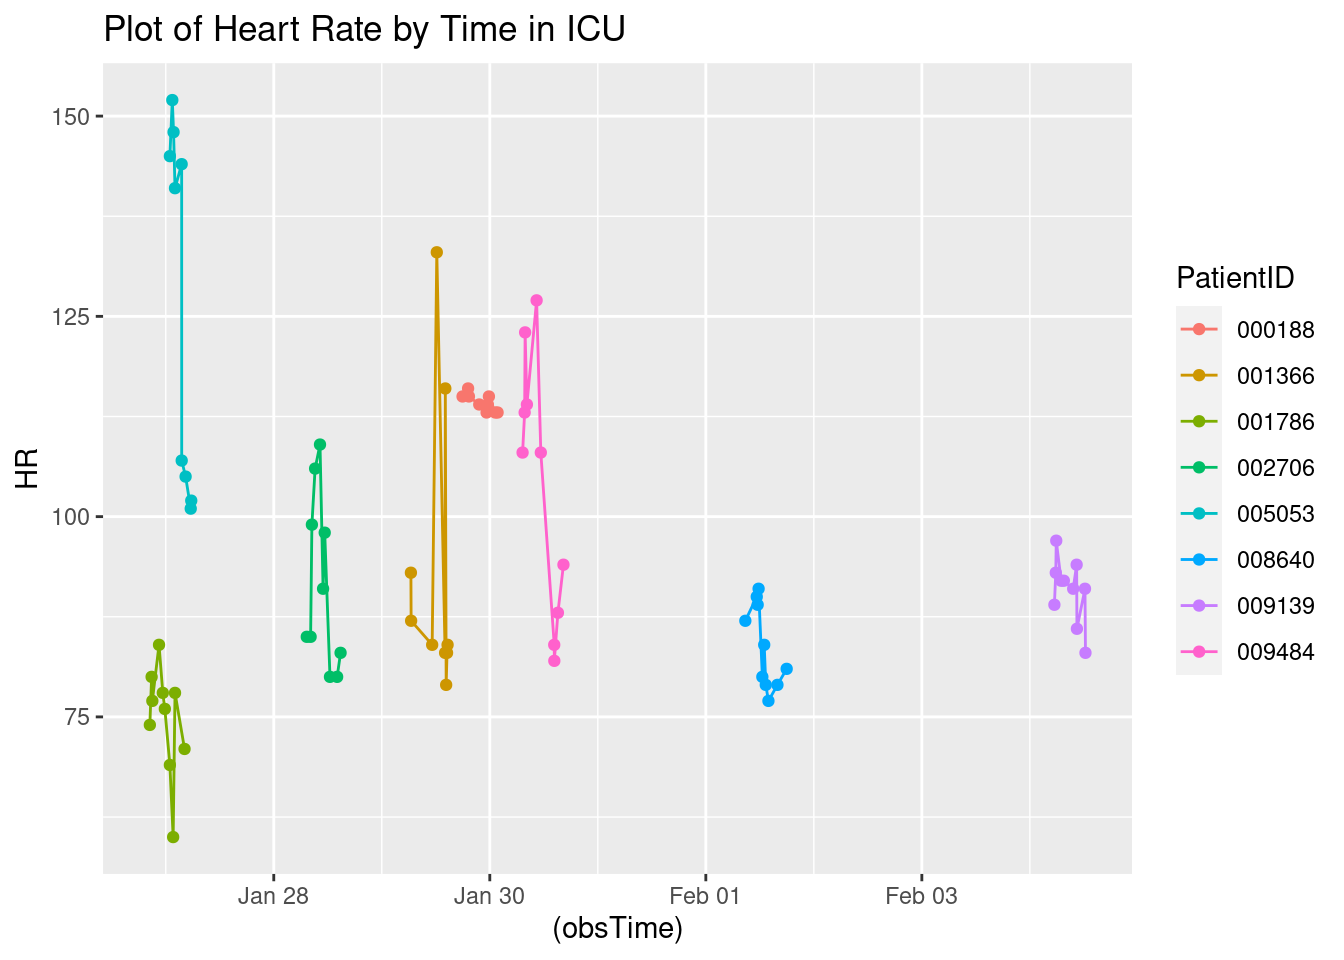 Plot of Heart Rate by Time in ICU
150
125
100
75
HR
Jan 28
Jan 30
Feb 01
Feb 03
(obsTime)
PatientID
000188
001366
001786
002706
005053
008640
009139
009484